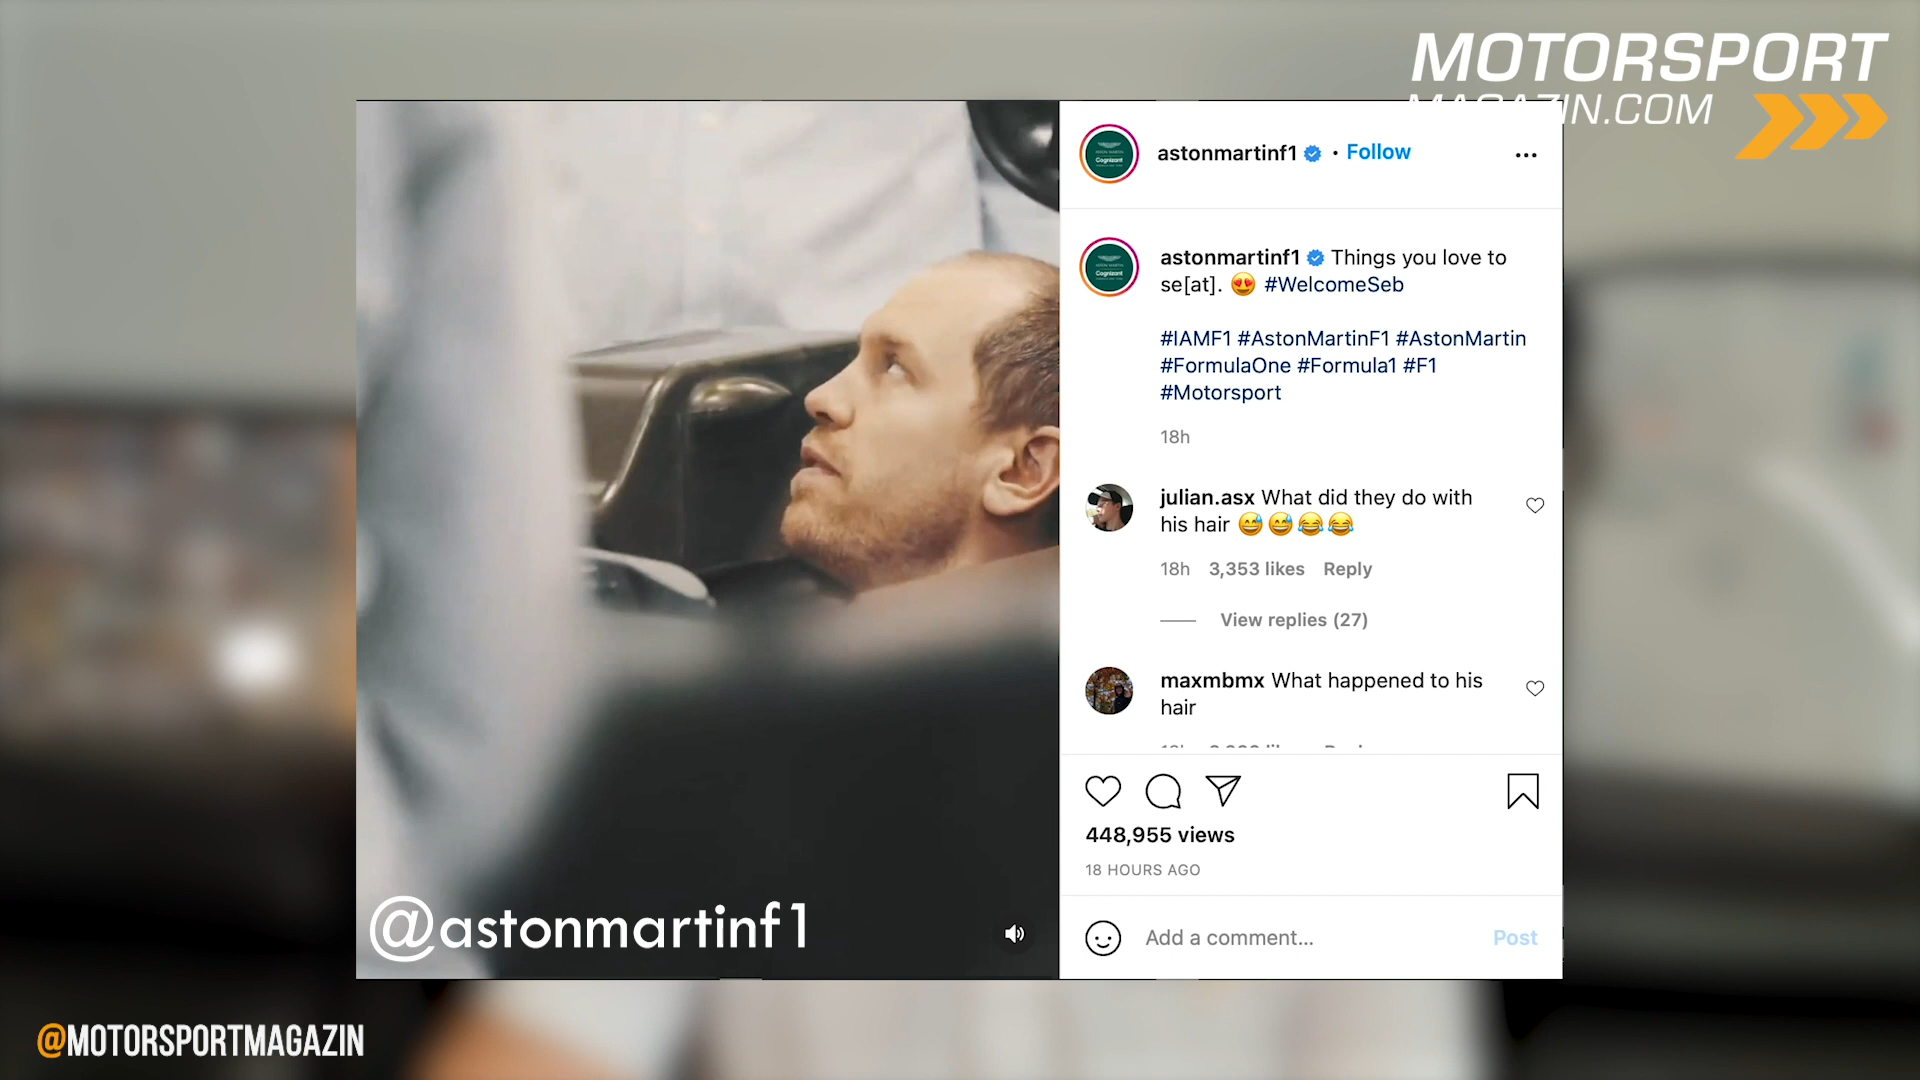 MOTORSPORT
MAGAZIN.COM
astonmartinf1 • Follow
astonmartinf1 Things you love to
se[at]. 😍 #WelcomeSeb
#IAMF1 #AstonMartinF1 #AstonMartin
#FormulaOne #Formula1 #F1
#Motorsport
18h
julian.asx What did they do with
his hair 😅😅😂😂
18h 3,353 likes Reply
View replies (27)
maxmbmx What happened to his
hair
448,955 views
18 HOURS AGO
Add a comment... Post
@astonmartinf1
@MOTORSPORTMAGAZIN